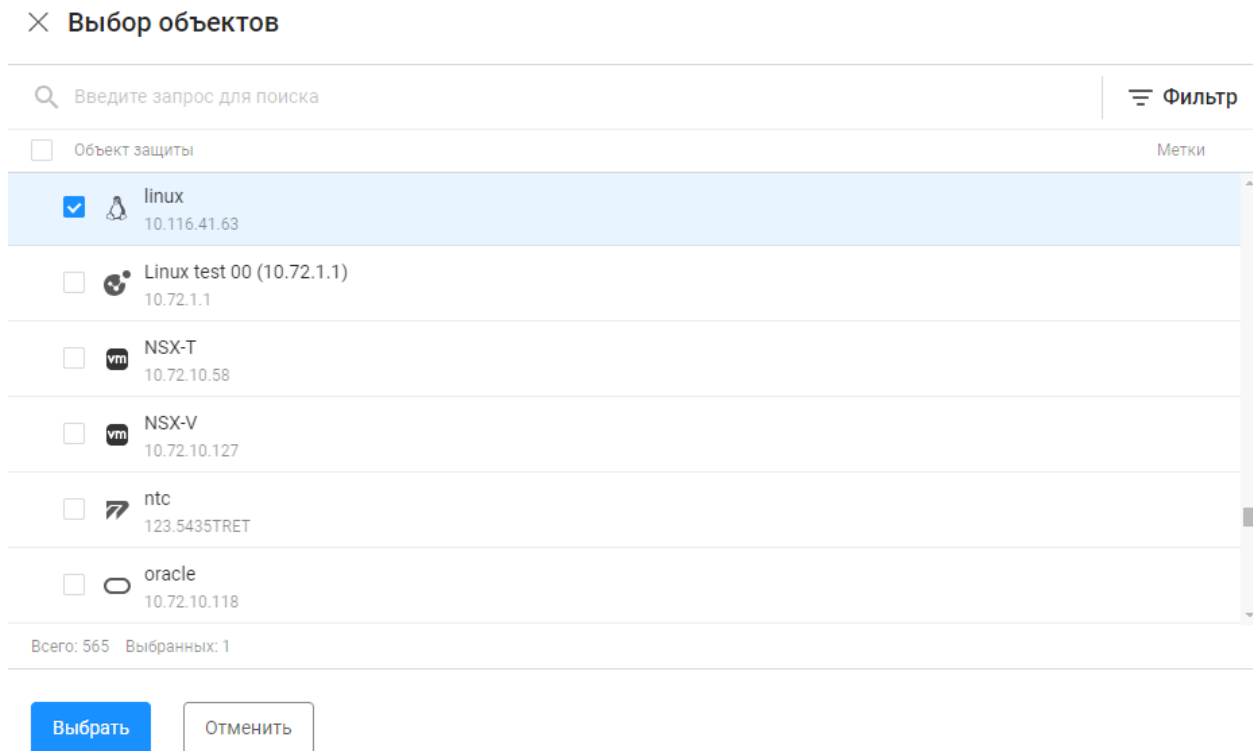 Выбор объектов
Введите запрос для поиска
Фильтр
Объект защиты Метки
linux
10.116.41.63
Linux test 00 (10.72.1.1)
10.72.1.1
vm NSX-T
10.72.10.58
vm NSX-V
10.72.10.127
ntc
123.5435TRET
oracle
10.72.10.118
Всего: 565 Выбранных: 1
Выбрать Отменить